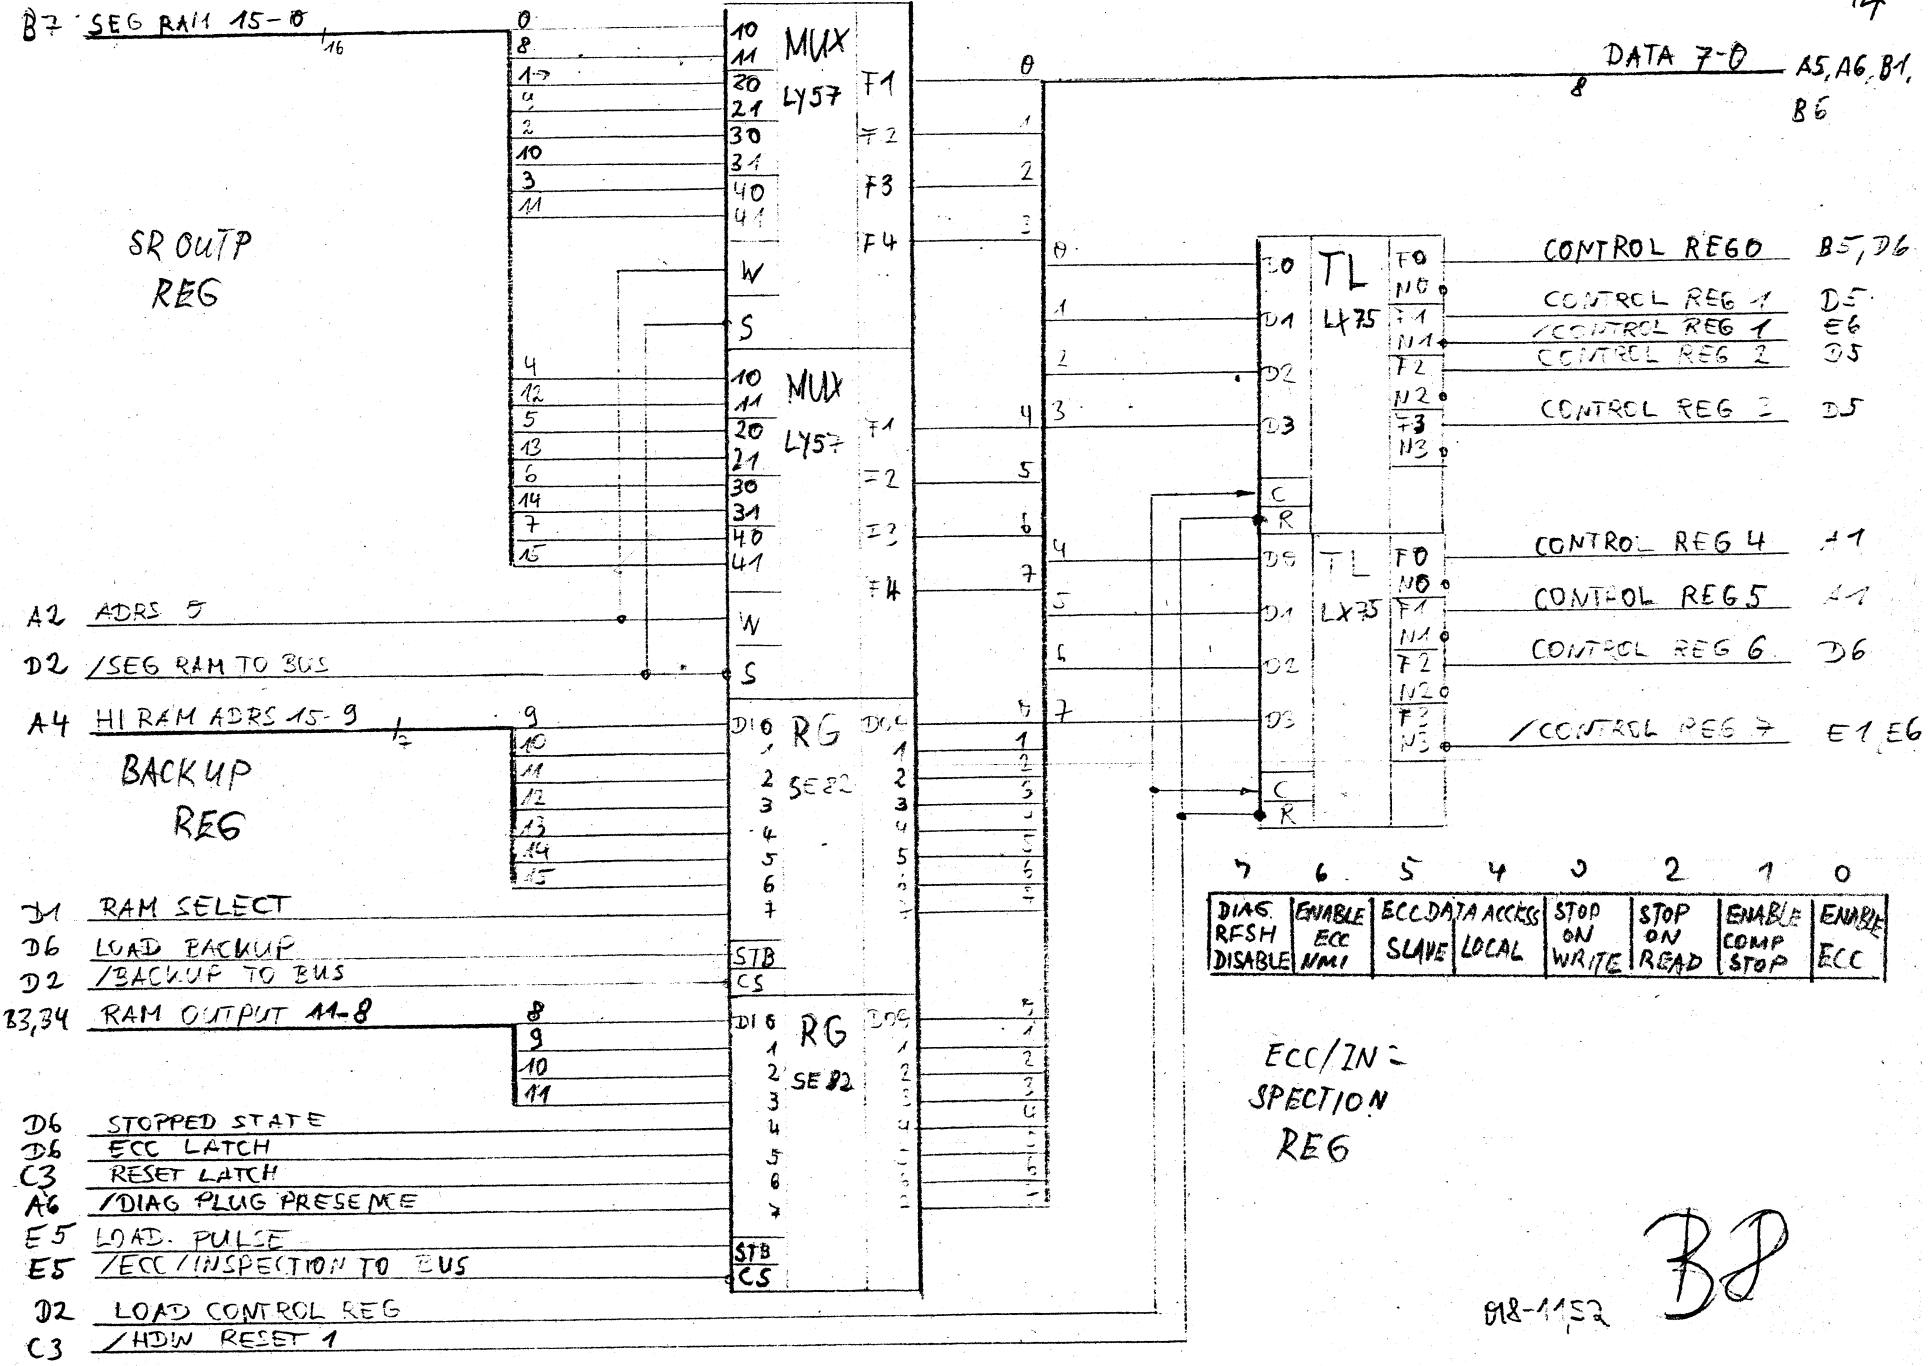 B7 SEG RAM 15-0
16
0
8
1
9
2
10
3
11
SR OUTP
REG
4
12
5
13
6
14
7
15
A2 ADRS 0
D2 /SEG RAM TO BUS
A4 HI RAM ADRS 15-9
7
9
10
11
12
13
14
15
BACKUP
REG
D1 RAM SELECT
D6 LOAD BACKUP
D2 /BACKUP TO BUS
B3,B4 RAM OUTPUT 11-8
8
9
10
11
D6 STOPPED STATE
D6 ECC LATCH
C3 RESET LATCH
A6 /DIAG PLUG PRESENCE
E5 LOAD PULSE
E5 /ECC/INSPECTION TO BUS
D2 LOAD CONTROL REG
C3 /HDW RESET 1
10
11
20
21
30
31
40
41
W
S
MUX
LY57
F1
F2
F3
F4
10
11
20
21
30
31
40
41
W
S
MUX
LY57
F1
F2
F3
F4
DI0
1
2
3
4
5
6
7
STB
CS
RG
SE82
DO0
1
2
3
4
5
6
7
DI0
1
2
3
4
5
6
7
STB
CS
RG
SE82
DO0
1
2
3
4
5
6
7
0
1
2
3
4
5
6
7
0
1
2
3
4
5
6
7
0
1
2
3
4
5
6
7
DATA 7-0 A5, A6, B1,
8
B6
0
1
2
3
4
5
6
7
D0
D1
D2
D3
C
R
TL
LX75
F0
N0
F1
N1
F2
N2
F3
N3
D0
D1
D2
D3
C
R
TL
LX75
F0
N0
F1
N1
F2
N2
F3
N3
CONTROL REG0 B5, D6
CONTROL REG 1 D5
/CONTROL REG 1 E6
CONTROL REG 2 D5
CONTROL REG 3 D5
CONTROL REG 4 A1
CONTROL REG 5 A1
CONTROL REG 6 D6
/CONTROL REG 7 E1, E6
7 6 5 4 3 2 1 0
DIAG RFSH DISABLE
ENABLE ECC NMI
ECC DATA ACCESS
SLAVE LOCAL
STOP ON WRITE
STOP ON READ
ENABLE COMP STOP
ENABLE ECC
ECC/IN=
SPECTION
REG
B8